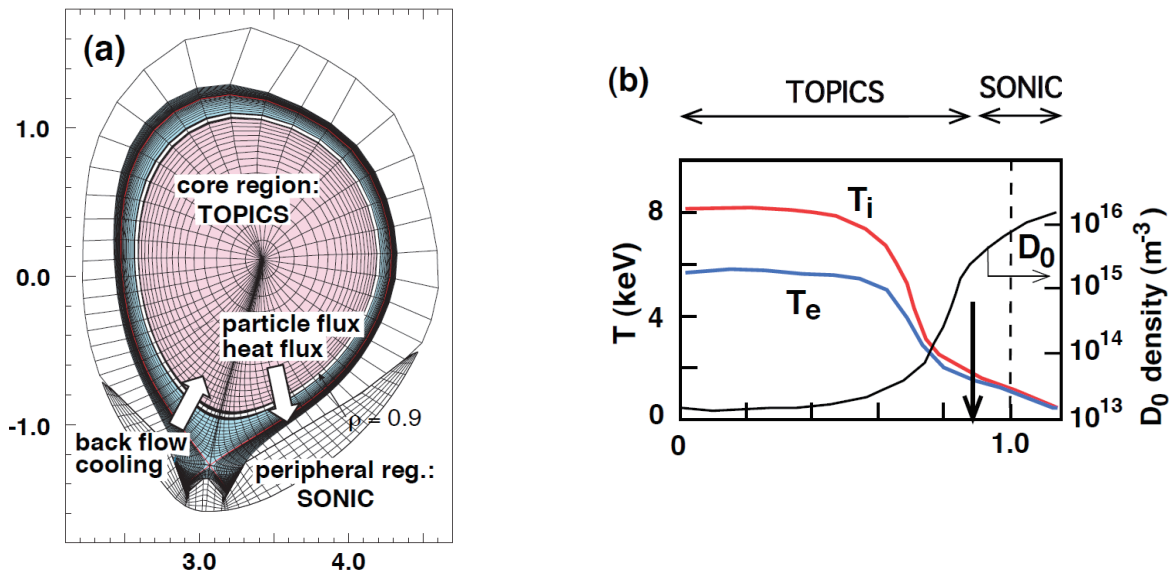 (a)
1.0
0.0
-1.0
3.0
4.0
core region:
TOPICS
particle flux
heat flux
ρ = 0.9
back flow
cooling
peripheral reg.:
SONIC
(b)
TOPICS
SONIC
T (keV)
8
4
0
Ti
Te
D0
10^16
10^15
10^14
10^13
D0 density (m-3)
0
1.0